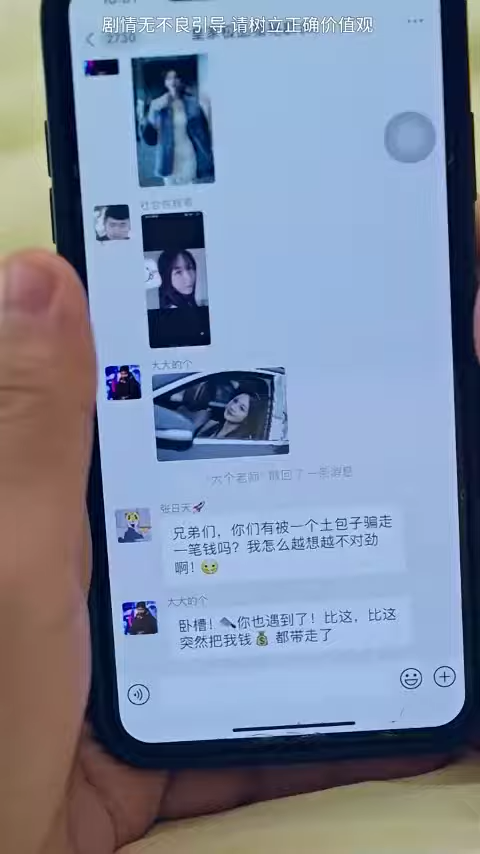 剧情无不良引导 请树立正确价值观
2730
大大的个
"大个老师"撤回了一条消息
张日天🚀
兄弟们，你们有被一个土包子骗走
一笔钱吗？我怎么越想越不对劲
啊！😀
大大的个
卧槽！🔪你也遇到了！比这，比这
突然把我钱💰都带走了